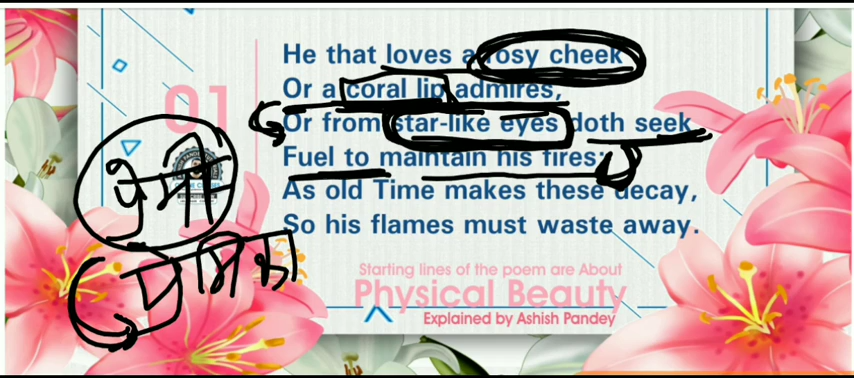 He that loves a rosy cheek
Or a coral lip admires,
01
Or from star-like eyes doth seek
Fuel to maintain his fires;
As old Time makes these decay,
So his flames must waste away.
Starting lines of the poem are About
Physical Beauty
Explained by Ashish Pandey